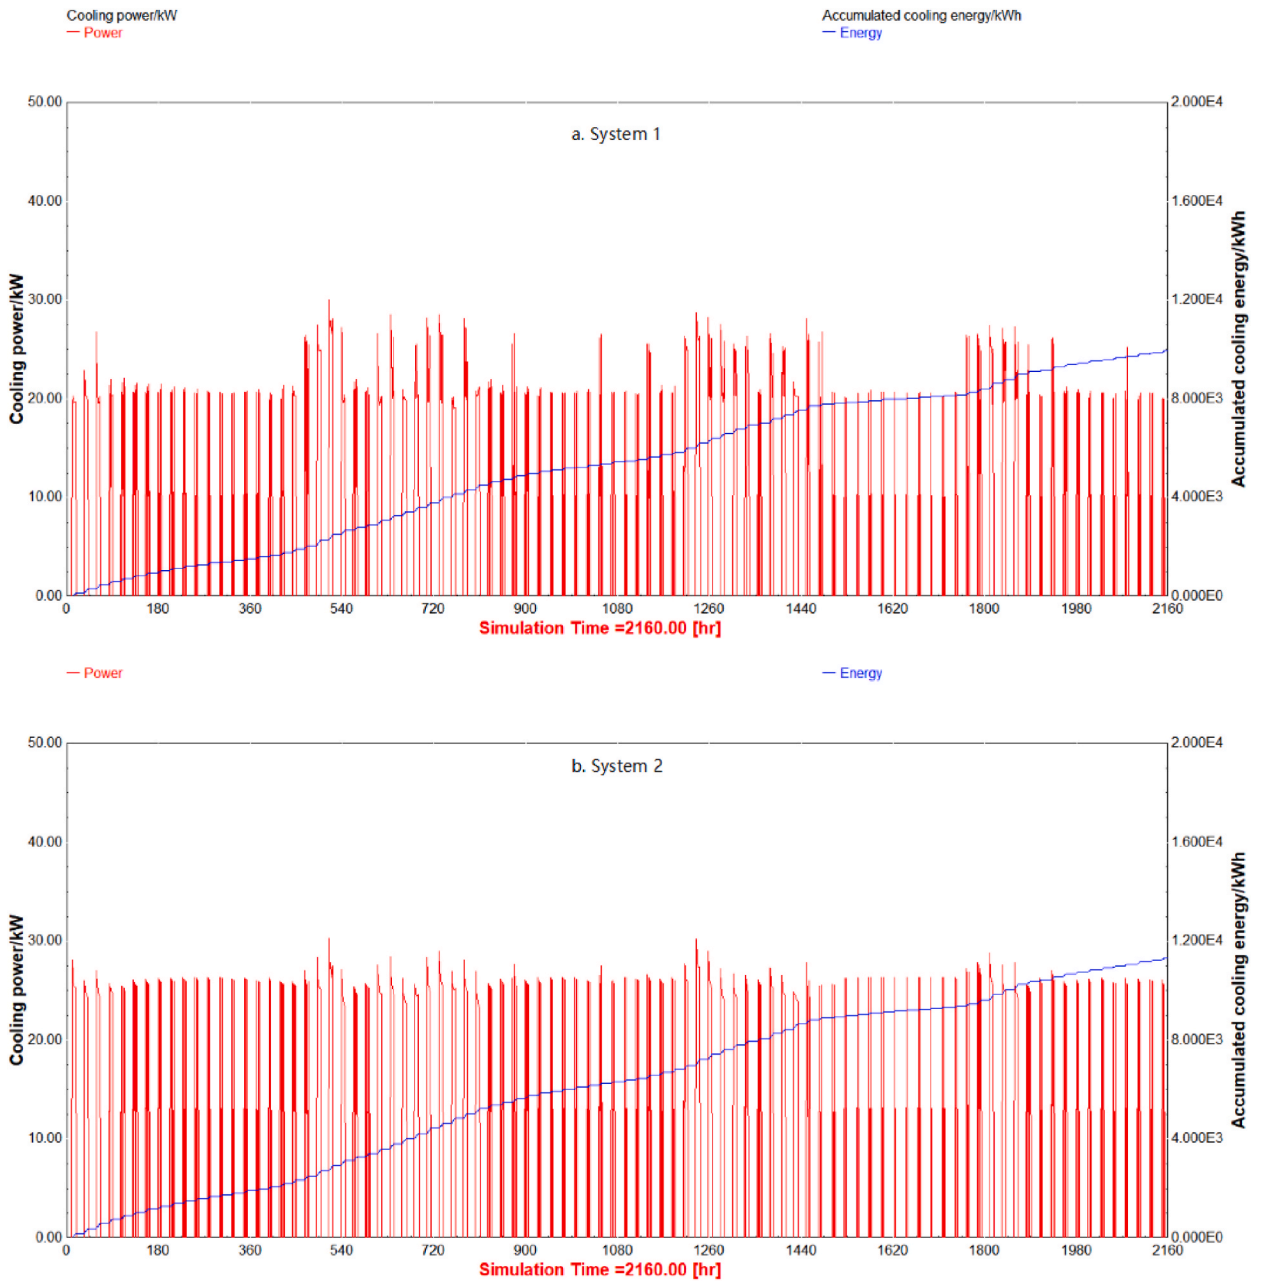 Cooling power/kW Accumulated cooling energy/kWh
— Power — Energy
a. System 1
50.00
40.00
30.00
20.00
10.00
0.00
Cooling power/kW
2.000E4
1.600E4
1.200E4
8.000E3
4.000E3
0.000E0
Accumulated cooling energy/kWh
0 180 360 540 720 900 1080 1260 1440 1620 1800 1980 2160
Simulation Time =2160.00 [hr]
— Power — Energy
b. System 2
50.00
40.00
30.00
20.00
10.00
0.00
Cooling power/kW
2.000E4
1.600E4
1.200E4
8.000E3
4.000E3
0.000E0
Accumulated cooling energy/kWh
0 180 360 540 720 900 1080 1260 1440 1620 1800 1980 2160
Simulation Time =2160.00 [hr]